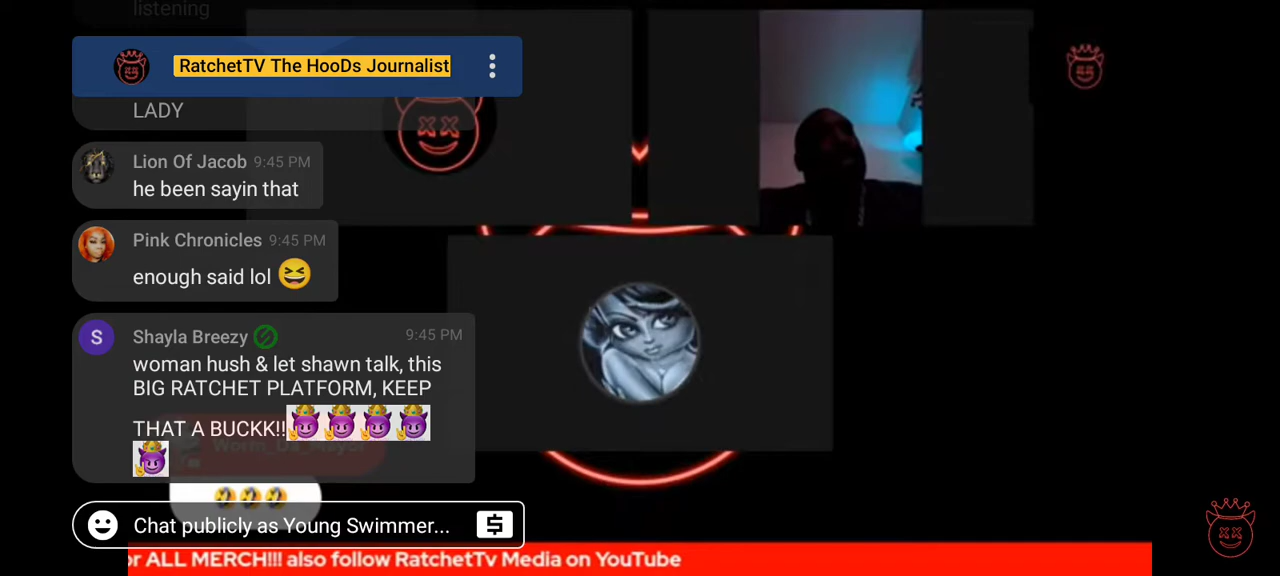 listening
RatchetTV The HooDs Journalist
LADY
Lion Of Jacob 9:45 PM
he been sayin that
Pink Chronicles 9:45 PM
enough said lol 😆
S
Shayla Breezy 9:45 PM
woman hush & let shawn talk, this
BIG RATCHET PLATFORM, KEEP
THAT A BUCKK!!
Worm_Da_Mayor
Chat publicly as Young Swimmer...
or ALL MERCH!!! also follow RatchetTv Media on YouTube